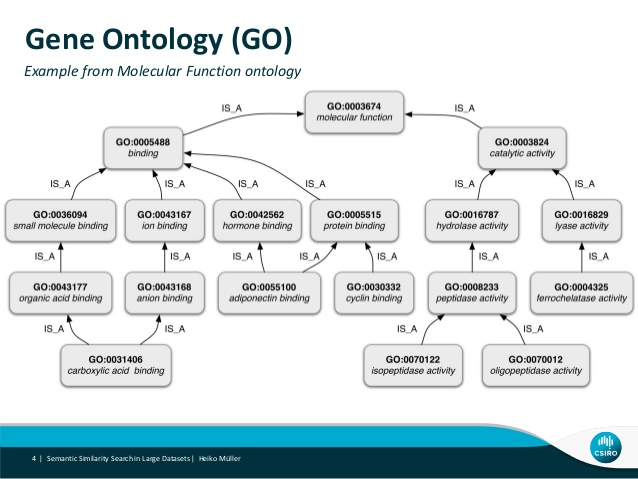 Gene Ontology (GO)
Example from Molecular Function ontology
GO:0003674
molecular function
IS_A
IS_A
GO:0005488
binding
GO:0003824
catalytic activity
IS_A
IS_A
IS_A
IS_A
IS_A
IS_A
GO:0036094
small molecule binding
GO:0043167
ion binding
GO:0042562
hormone binding
GO:0005515
protein binding
GO:0016787
hydrolase activity
GO:0016829
lyase activity
IS_A
IS_A
IS_A
IS_A
IS_A
IS_A
IS_A
GO:0043177
organic acid binding
GO:0043168
anion binding
GO:0055100
adiponectin binding
GO:0030332
cyclin binding
GO:0008233
peptidase activity
GO:0004325
ferrochelatase activity
IS_A
IS_A
IS_A
IS_A
GO:0031406
carboxylic acid binding
GO:0070122
isopeptidase activity
GO:0070012
oligopeptidase activity
4 | Semantic Similarity Search in Large Datasets | Heiko Müller
CSIRO